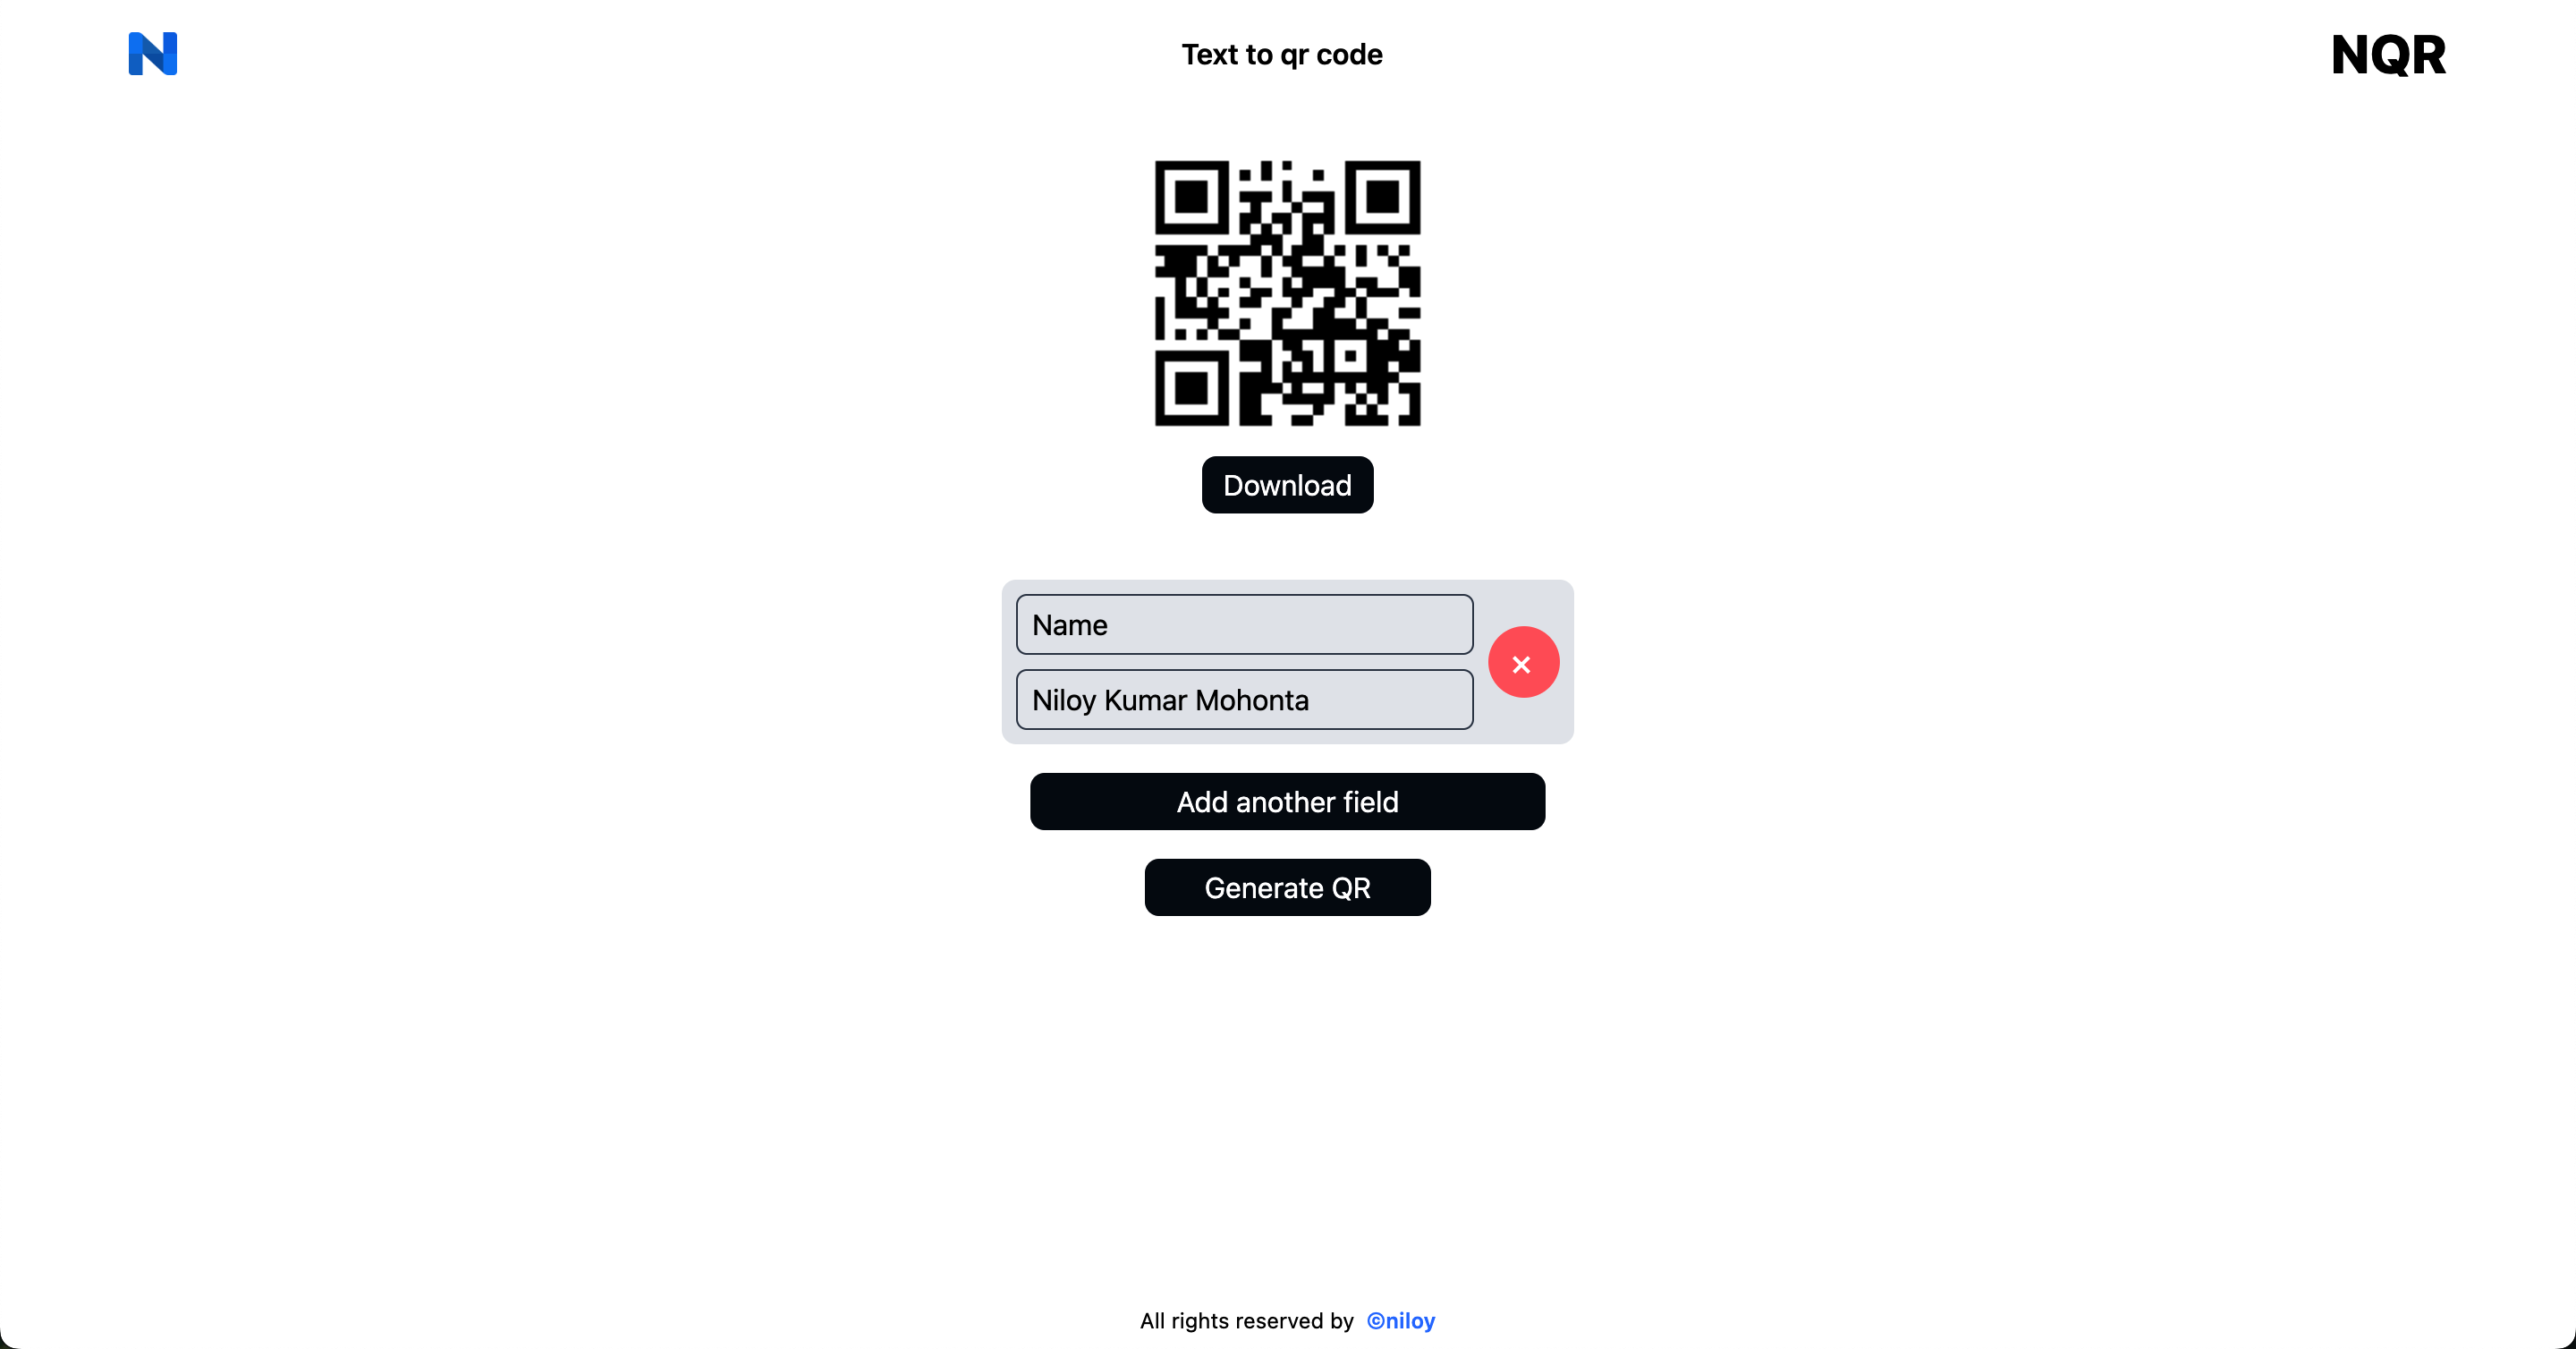 N
Text to qr code
NQR
Download
Name
×
Niloy Kumar Mohonta
Add another field
Generate QR
All rights reserved by ©niloy